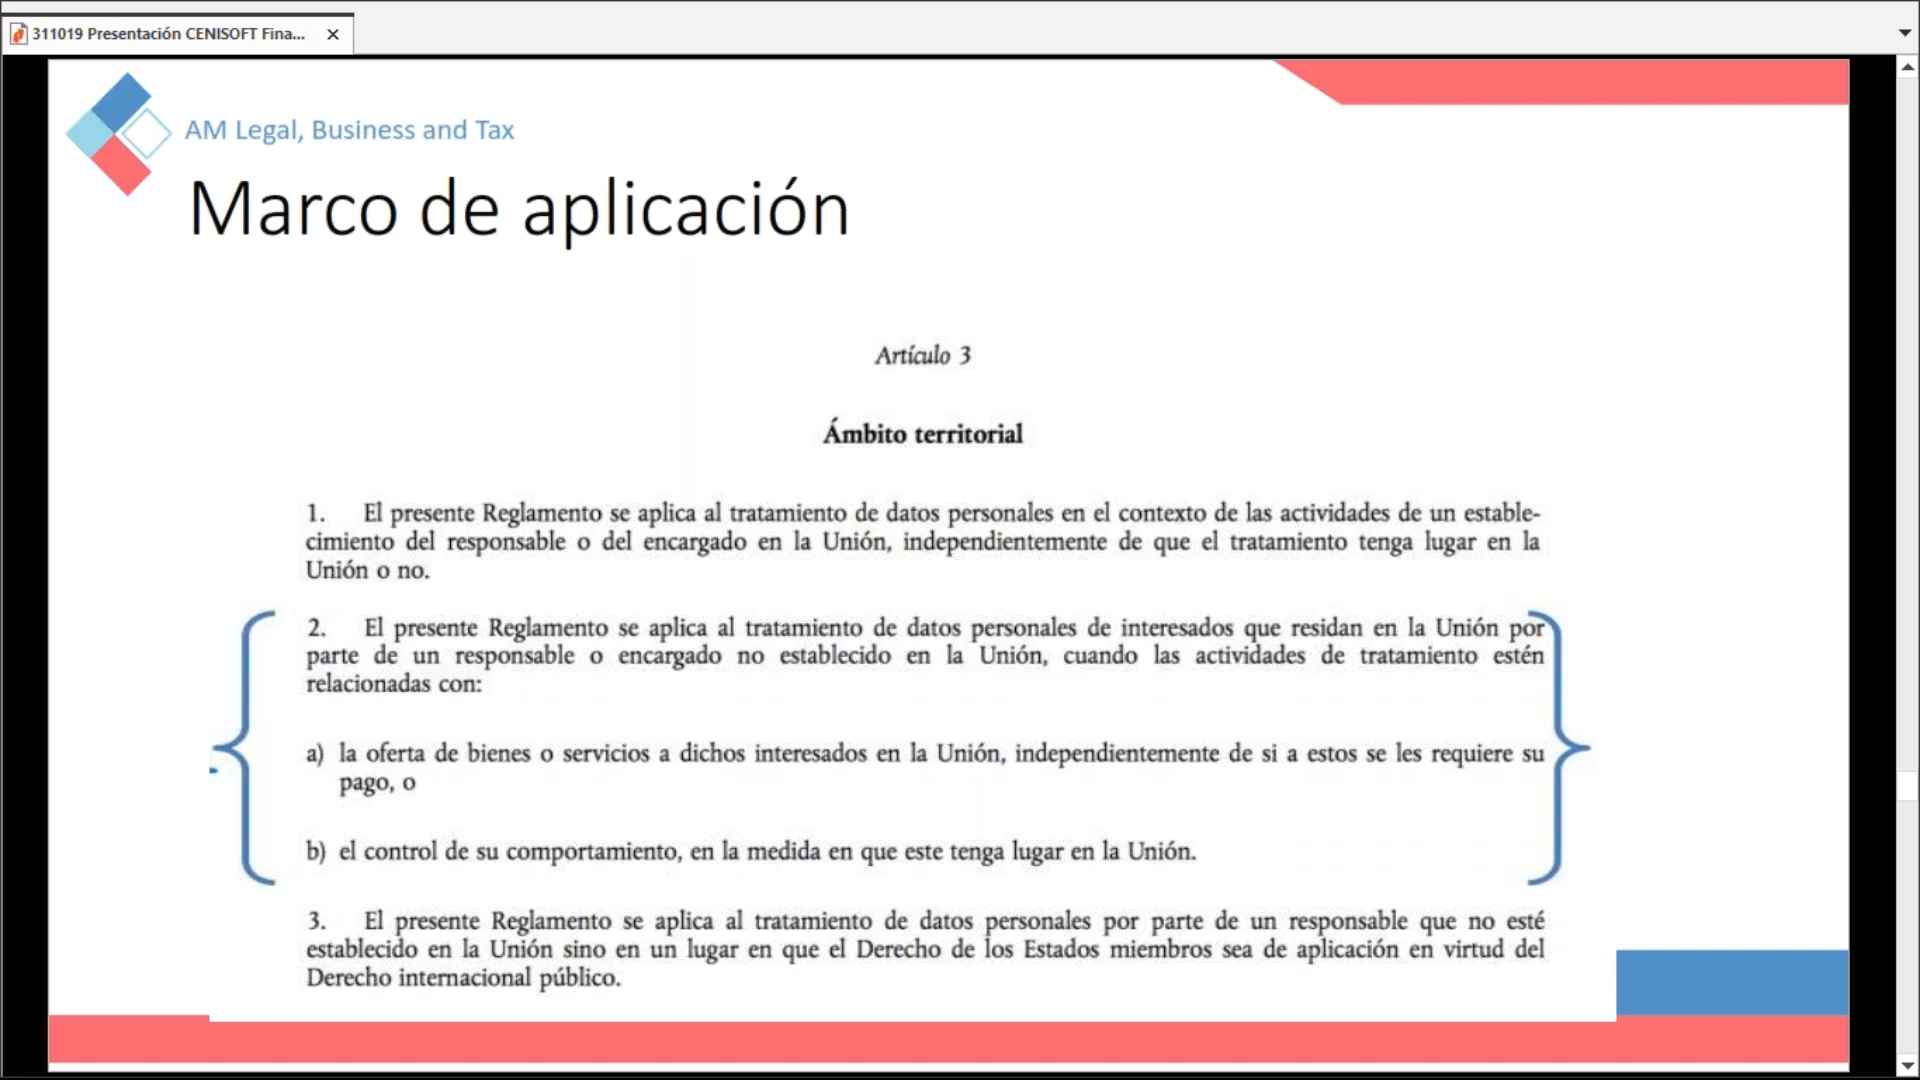 311019 Presentación CENISOFT Fina...
AM Legal, Business and Tax
Marco de aplicación
Artículo 3
Ámbito territorial
1. El presente Reglamento se aplica al tratamiento de datos personales en el contexto de las actividades de un estable-
cimiento del responsable o del encargado en la Unión, independientemente de que el tratamiento tenga lugar en la
Unión o no.
2. El presente Reglamento se aplica al tratamiento de datos personales de interesados que residan en la Unión por
parte de un responsable o encargado no establecido en la Unión, cuando las actividades de tratamiento estén
relacionadas con:
a) la oferta de bienes o servicios a dichos interesados en la Unión, independientemente de si a estos se les requiere su
pago, o
b) el control de su comportamiento, en la medida en que este tenga lugar en la Unión.
3. El presente Reglamento se aplica al tratamiento de datos personales por parte de un responsable que no esté
establecido en la Unión sino en un lugar en que el Derecho de los Estados miembros sea de aplicación en virtud del
Derecho internacional público.